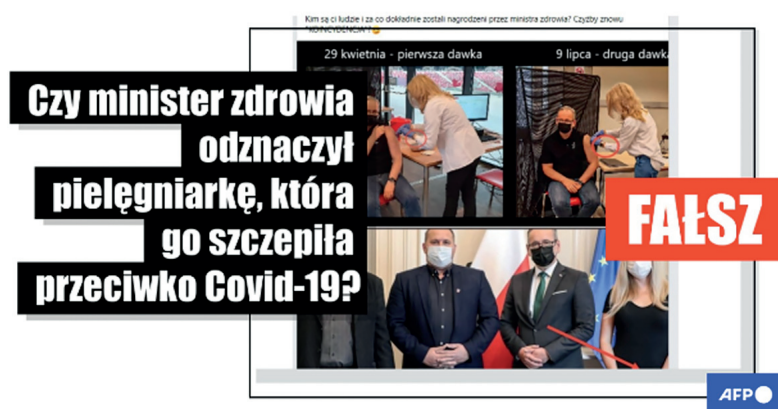 Kim są ci ludzie i za co dokładnie zostali nagrodzeni przez ministra zdrowia? Czyżby znowu
"KOINCYDENCJA"?
29 kwietnia - pierwsza dawka
9 lipca - druga dawka
Czy minister zdrowia
odznaczył
pielęgniarkę, która
go szczepiła
przeciwko Covid-19?
FAŁSZ
AFP